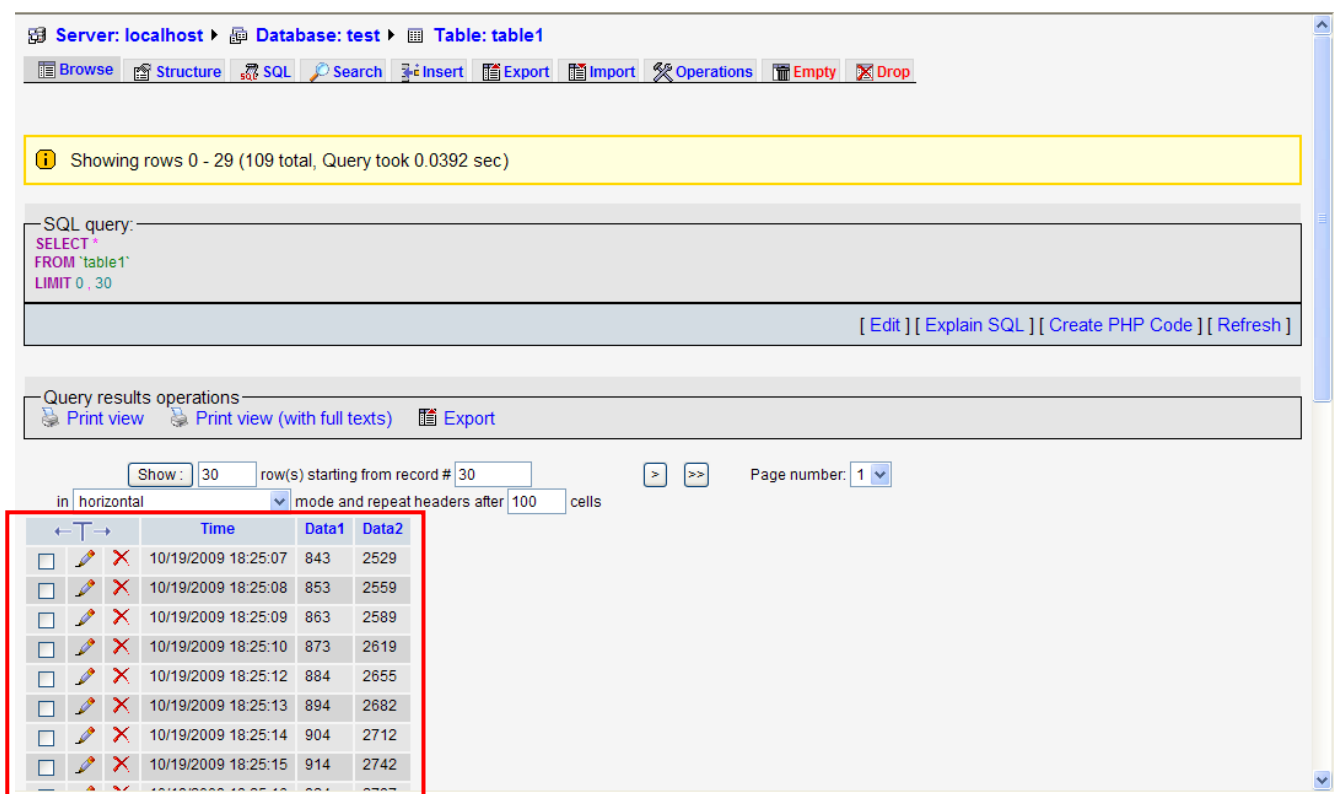 Server: localhost Database: test Table: table1
Browse Structure SQL Search Insert Export Import Operations Empty Drop
Showing rows 0 - 29 (109 total, Query took 0.0392 sec)
SQL query:
SELECT *
FROM `table1`
LIMIT 0 , 30
[ Edit ] [ Explain SQL ] [ Create PHP Code ] [ Refresh ]
Query results operations
Print view Print view (with full texts) Export
Show : 30 row(s) starting from record # 30 > >> Page number: 1
in horizontal mode and repeat headers after 100 cells
←T→ Time Data1 Data2
10/19/2009 18:25:07 843 2529
10/19/2009 18:25:08 853 2559
10/19/2009 18:25:09 863 2589
10/19/2009 18:25:10 873 2619
10/19/2009 18:25:12 884 2655
10/19/2009 18:25:13 894 2682
10/19/2009 18:25:14 904 2712
10/19/2009 18:25:15 914 2742